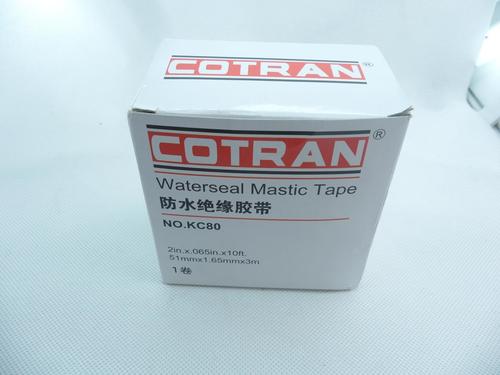 COTRAN®
COTRAN®
Waterseal Mastic Tape
防水绝缘胶带
NO.KC80
2in.x.065in.x10ft.
51mmx1.65mmx3m
1卷